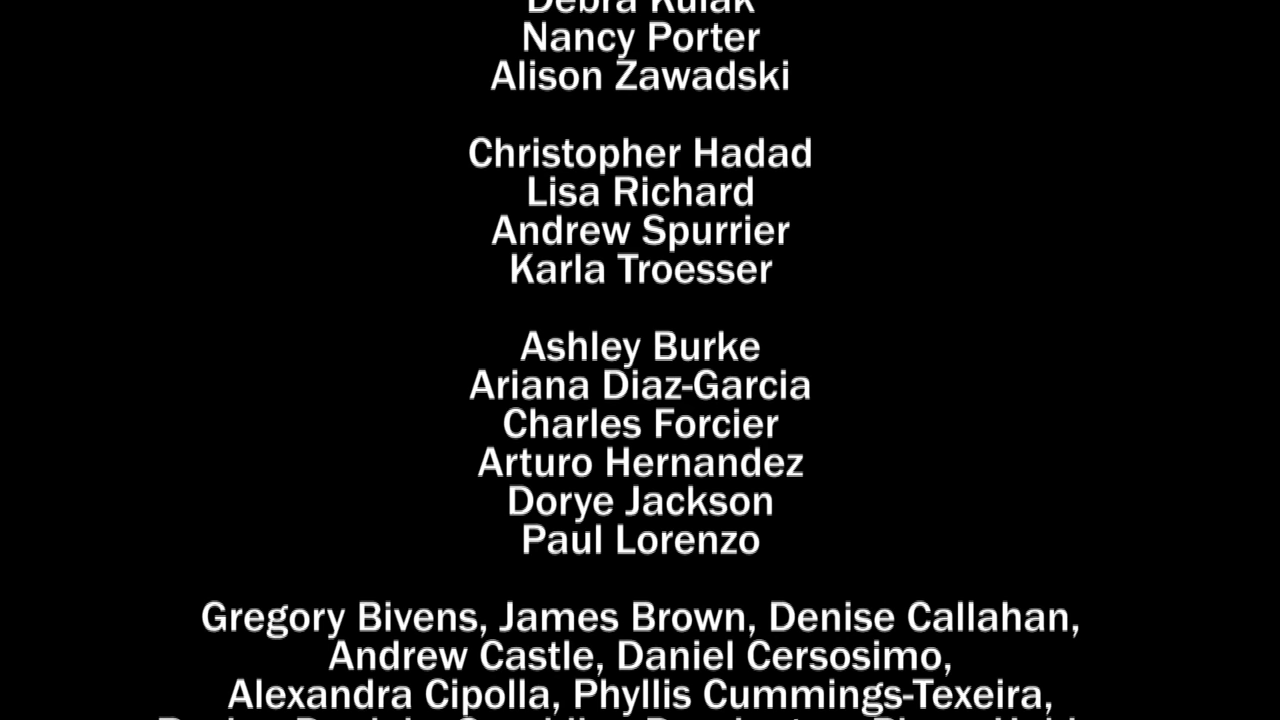 Debra Kulak
Nancy Porter
Alison Zawadski
Christopher Hadad
Lisa Richard
Andrew Spurrier
Karla Troesser
Ashley Burke
Ariana Diaz-Garcia
Charles Forcier
Arturo Hernandez
Dorye Jackson
Paul Lorenzo
Gregory Bivens, James Brown, Denise Callahan,
Andrew Castle, Daniel Cersosimo,
Alexandra Cipolla, Phyllis Cummings-Texeira,